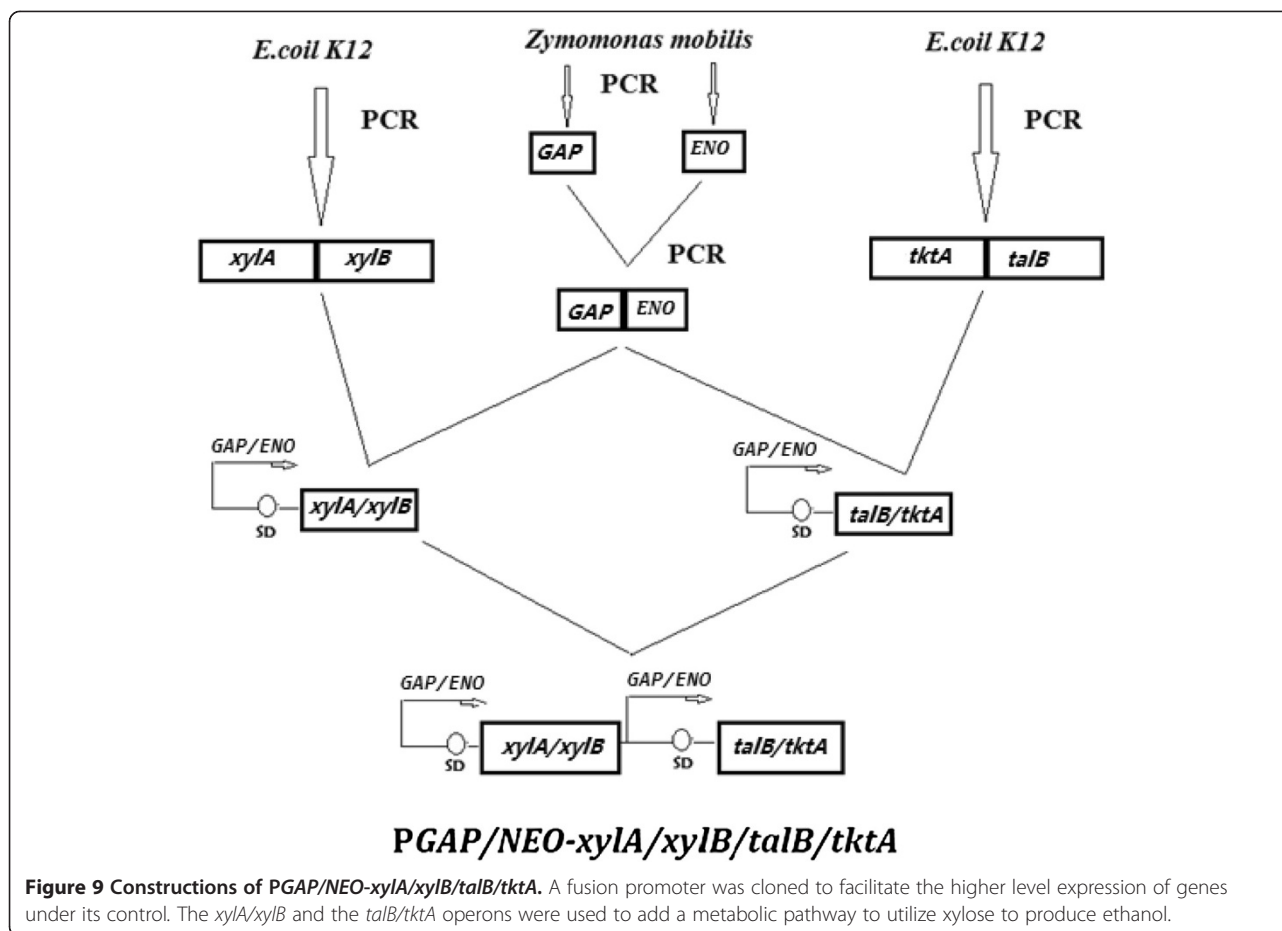 E.coil K12
Zymomonas mobilis
E.coil K12
PCR
PCR
PCR
GAP
ENO
xylA
xylB
PCR
tktA
talB
GAP
ENO
GAP/ENO
GAP/ENO
xylA/xylB
talB/tktA
SD
SD
GAP/ENO
GAP/ENO
xylA/xylB
talB/tktA
SD
SD
PGAP/NEO-xylA/xylB/talB/tktA
Figure 9 Constructions of PGAP/NEO-xylA/xylB/talB/tktA. A fusion promoter was cloned to facilitate the higher level expression of genes
under its control. The xylA/xylB and the talB/tktA operons were used to add a metabolic pathway to utilize xylose to produce ethanol.